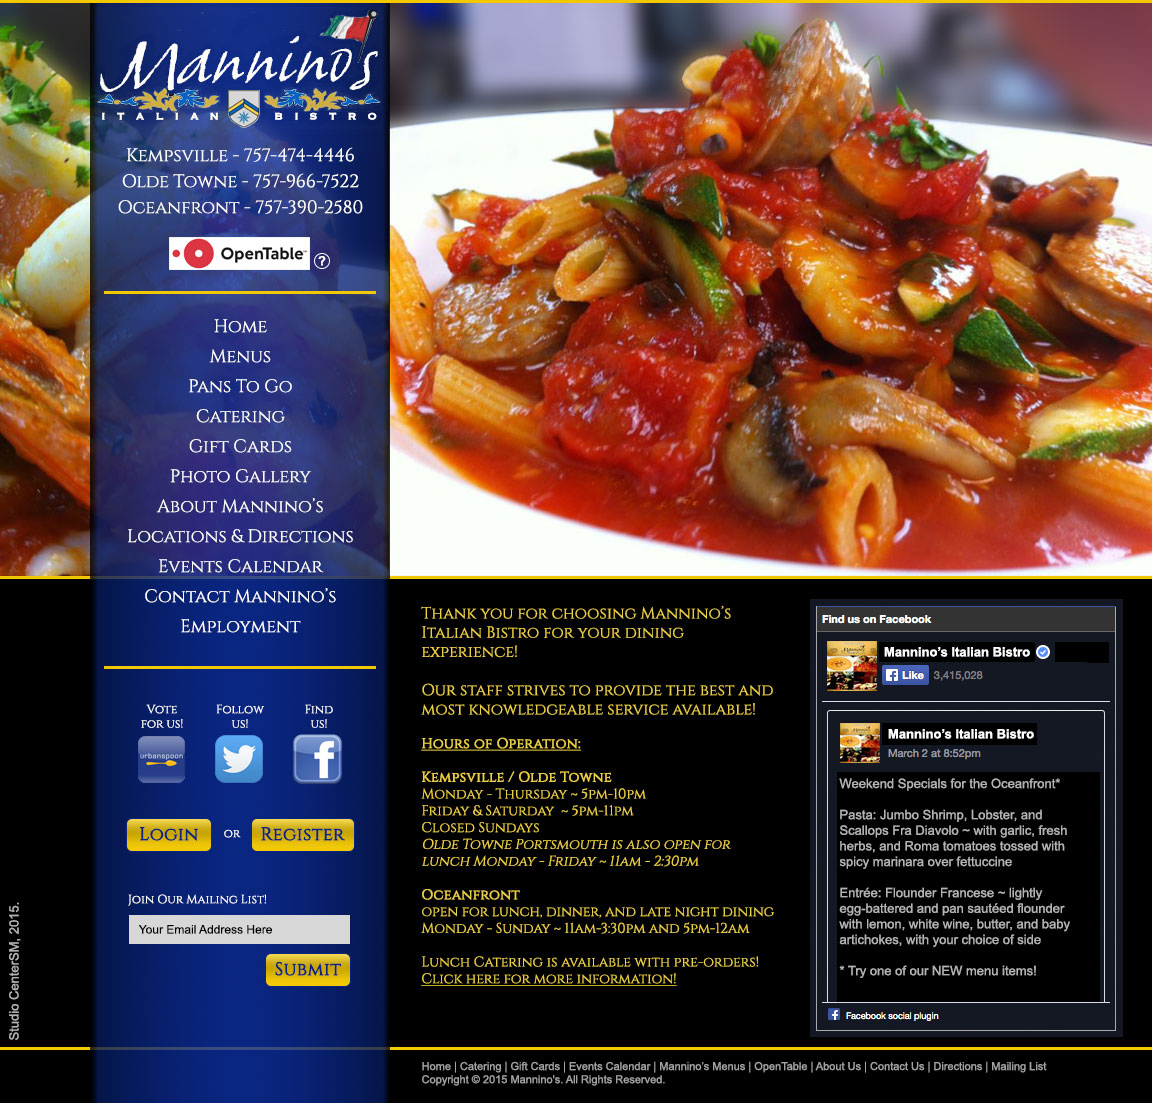 Mannino's
ITALIAN BISTRO
Kempsville - 757-474-4446
Olde Towne - 757-966-7522
Oceanfront - 757-390-2580
OpenTable ?
Home
Menus
Pans To Go
Catering
Gift Cards
Photo Gallery
About Mannino's
Locations & Directions
Events Calendar
Contact Mannino's
Employment
Vote for us!
Follow us!
Find us!
urbanspoon
Login or Register
Join Our Mailing List!
Your Email Address Here
Submit
Studio CenterSM, 2015.
Thank you for choosing Mannino's
Italian Bistro for your dining
experience!
Our staff strives to provide the best and
most knowledgeable service available!
Hours of Operation:
Kempsville / Olde Towne
Monday - Thursday ~ 5pm-10pm
Friday & Saturday ~ 5pm-11pm
Closed Sundays
Olde Towne Portsmouth is also open for
lunch Monday - Friday ~ 11am - 2:30pm
Oceanfront
open for lunch, dinner, and late night dining
Monday - Sunday ~ 11am-3:30pm and 5pm-12am
Lunch Catering is available with pre-orders!
Click here for more information!
Find us on Facebook
Mannino's Italian Bistro
Like 3,415,028
Mannino's Italian Bistro
March 2 at 8:52pm
Weekend Specials for the Oceanfront*
Pasta: Jumbo Shrimp, Lobster, and
Scallops Fra Diavolo ~ with garlic, fresh
herbs, and Roma tomatoes tossed with
spicy marinara over fettuccine
Entrée: Flounder Francese ~ lightly
egg-battered and pan sautéed flounder
with lemon, white wine, butter, and baby
artichokes, with your choice of side
* Try one of our NEW menu items!
Facebook social plugin
Home | Catering | Gift Cards | Events Calendar | Mannino's Menus | OpenTable | About Us | Contact Us | Directions | Mailing List
Copyright © 2015 Mannino's. All Rights Reserved.